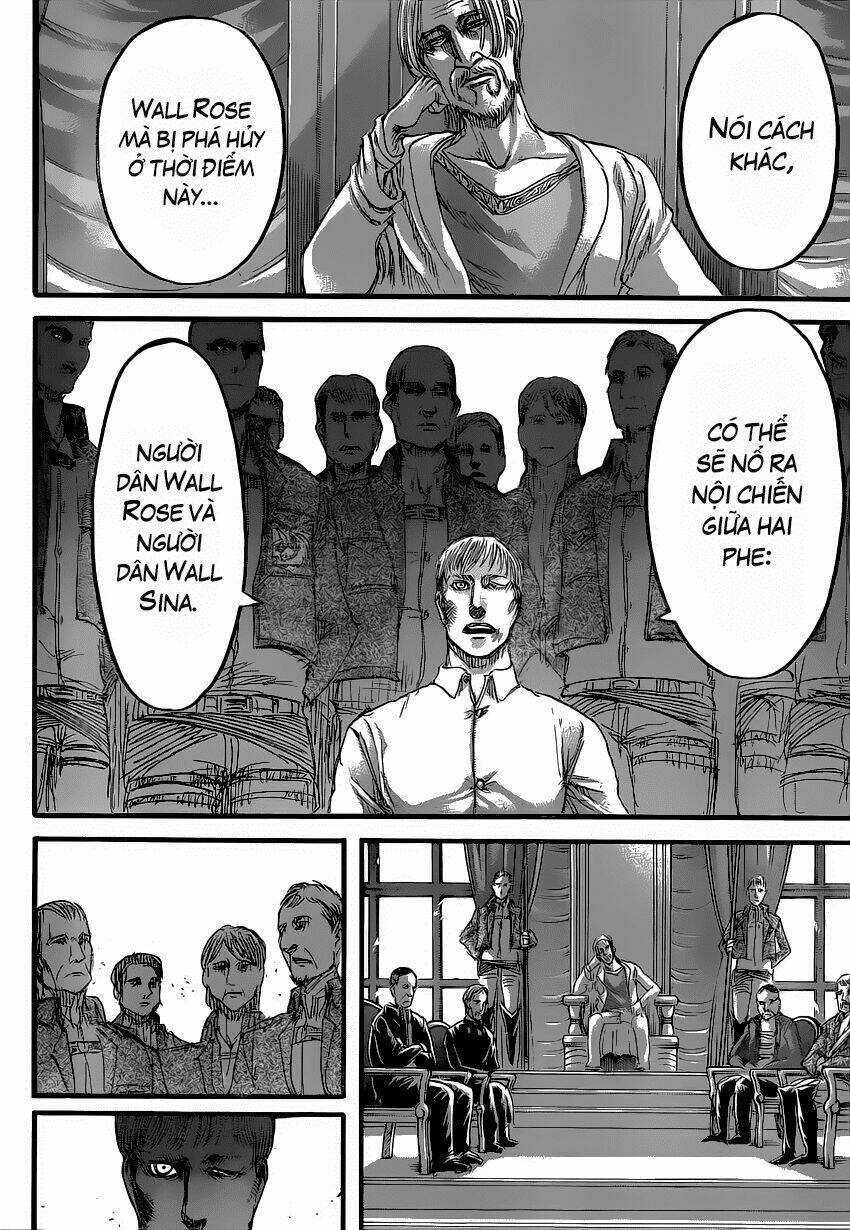 NÓI CÁCH
KHÁC,
WALL ROSE
MÀ BỊ PHÁ HỦY
Ở THỜI ĐIỂM
NÀY...
CÓ THỂ
SẼ NỔ RA
NỘI CHIẾN
GIỮA HAI
PHE:
NGƯỜI
DÂN WALL
ROSE VÀ
NGƯỜI
DÂN WALL
SINA.